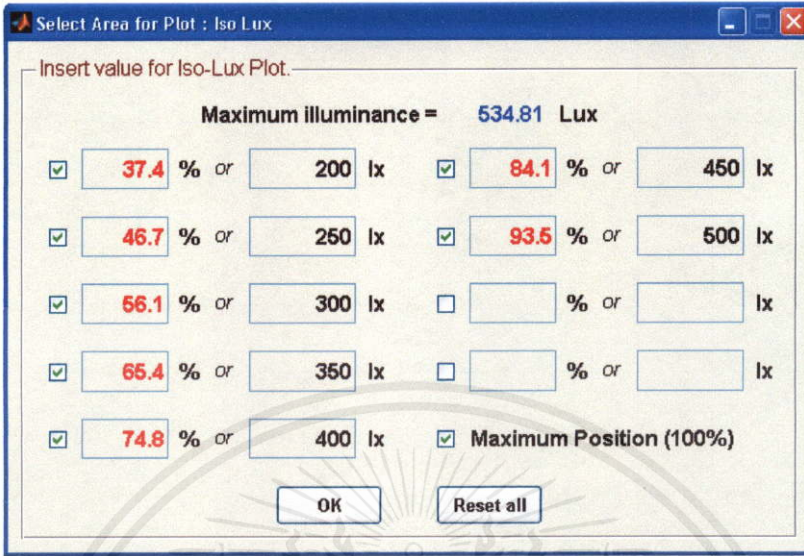 Select Area for Plot : Iso Lux
Insert value for Iso-Lux Plot.
Maximum illuminance = 534.81 Lux
37.4 % or 200 lx 84.1 % or 450 lx
46.7 % or 250 lx 93.5 % or 500 lx
56.1 % or 300 lx % or lx
65.4 % or 350 lx % or lx
74.8 % or 400 lx Maximum Position (100%)
OK Reset all